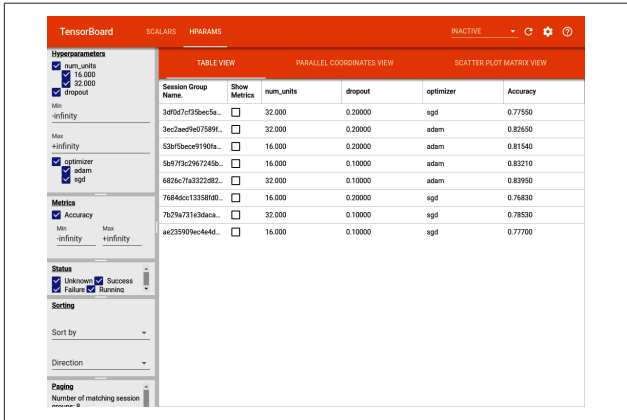 TensorBoard SCALARS HPARAMS INACTIVE
Hyperparameters
num_units
16.000
32.000
dropout
Min
-infinity
Max
+infinity
optimizer
adam
sgd
Metrics
Accuracy
Min Max
-infinity +infinity
Status
Unknown Success
Failure Running
Sorting
Sort by
Direction
Paging
Number of matching session
groups: 8
TABLE VIEW PARALLEL COORDINATES VIEW SCATTER PLOT MATRIX VIEW
Session Group Name. Show Metrics num_units dropout optimizer Accuracy
3df0d7cf35bec5a... 32.000 0.20000 sgd 0.77550
3ec2aed9e07589f... 32.000 0.20000 adam 0.82650
53bf5bece9190fa... 16.000 0.20000 adam 0.81540
5b97f3c2967245b... 16.000 0.10000 adam 0.83210
6826c7fa3322d82... 32.000 0.10000 adam 0.83950
7684dcc13358fd0... 16.000 0.20000 sgd 0.76830
7b29a731e3daca... 32.000 0.10000 sgd 0.78530
ae235909ec4e4d... 16.000 0.10000 sgd 0.77700